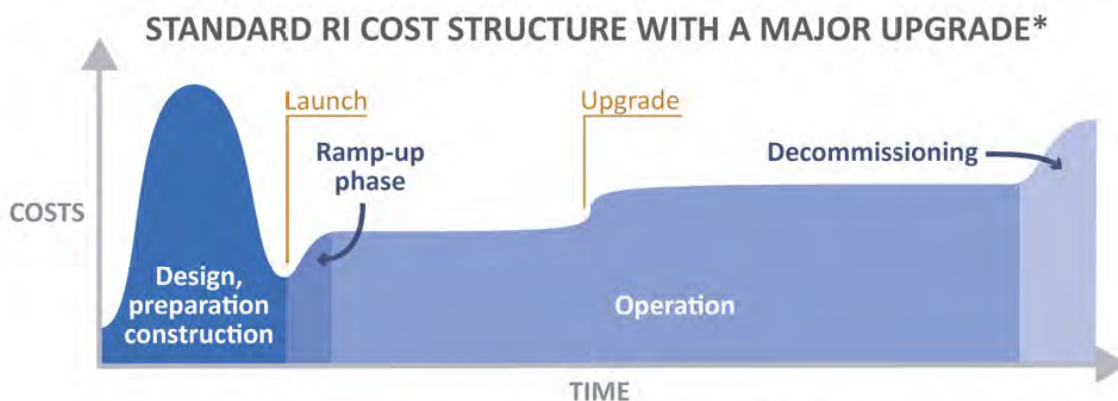 STANDARD RI COST STRUCTURE WITH A MAJOR UPGRADE*
Launch
Upgrade
Ramp-up
phase
Decommissioning
COSTS
Design,
preparation
construction
Operation
TIME